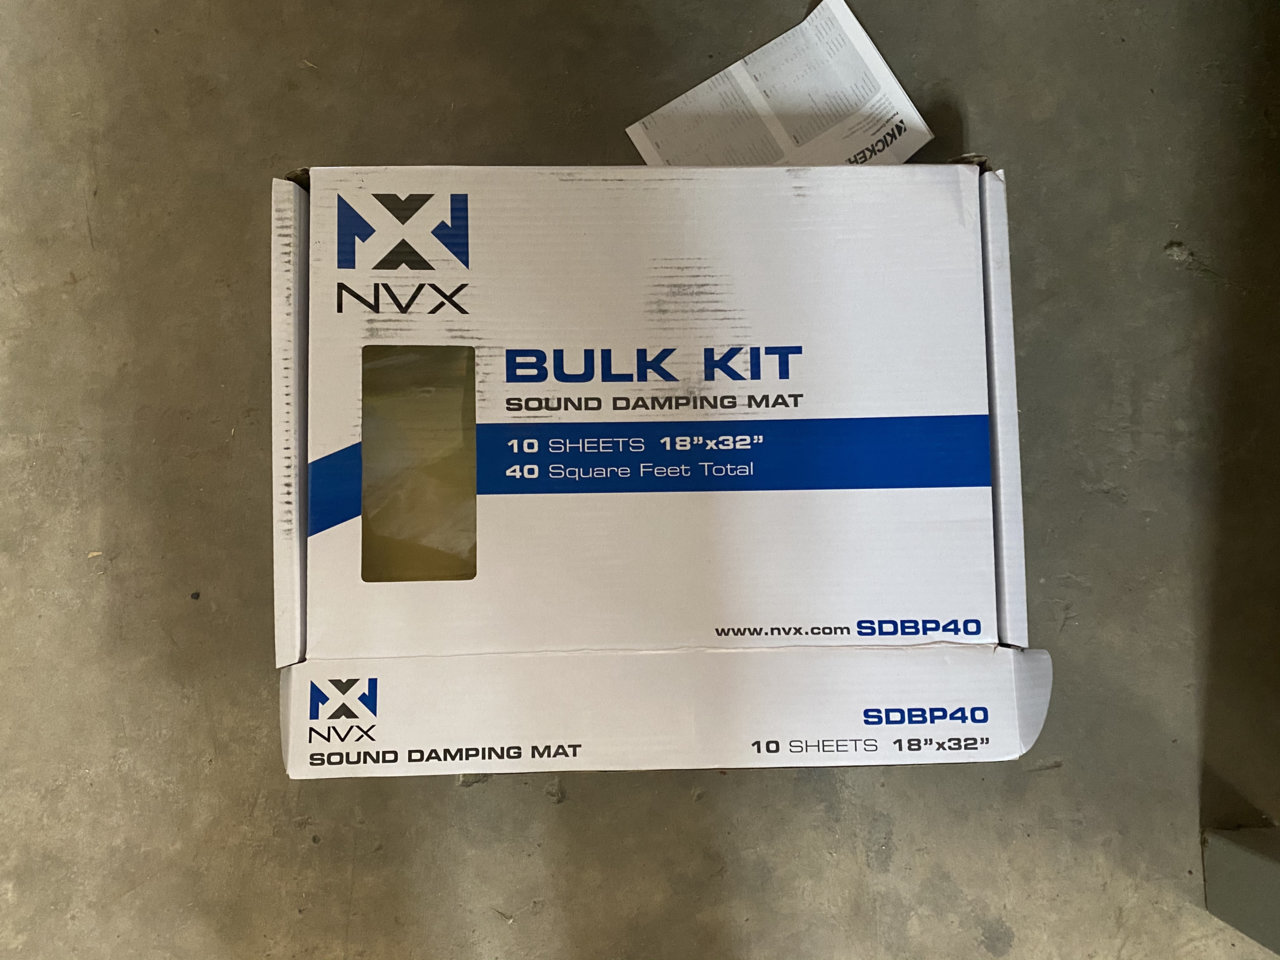 KICKER
NVX
BULK KIT
SOUND DAMPING MAT
10 SHEETS 18”x32”
40 Square Feet Total
www.nvx.com SDBP40
NVX
SOUND DAMPING MAT
SDBP40
10 SHEETS 18”x32”